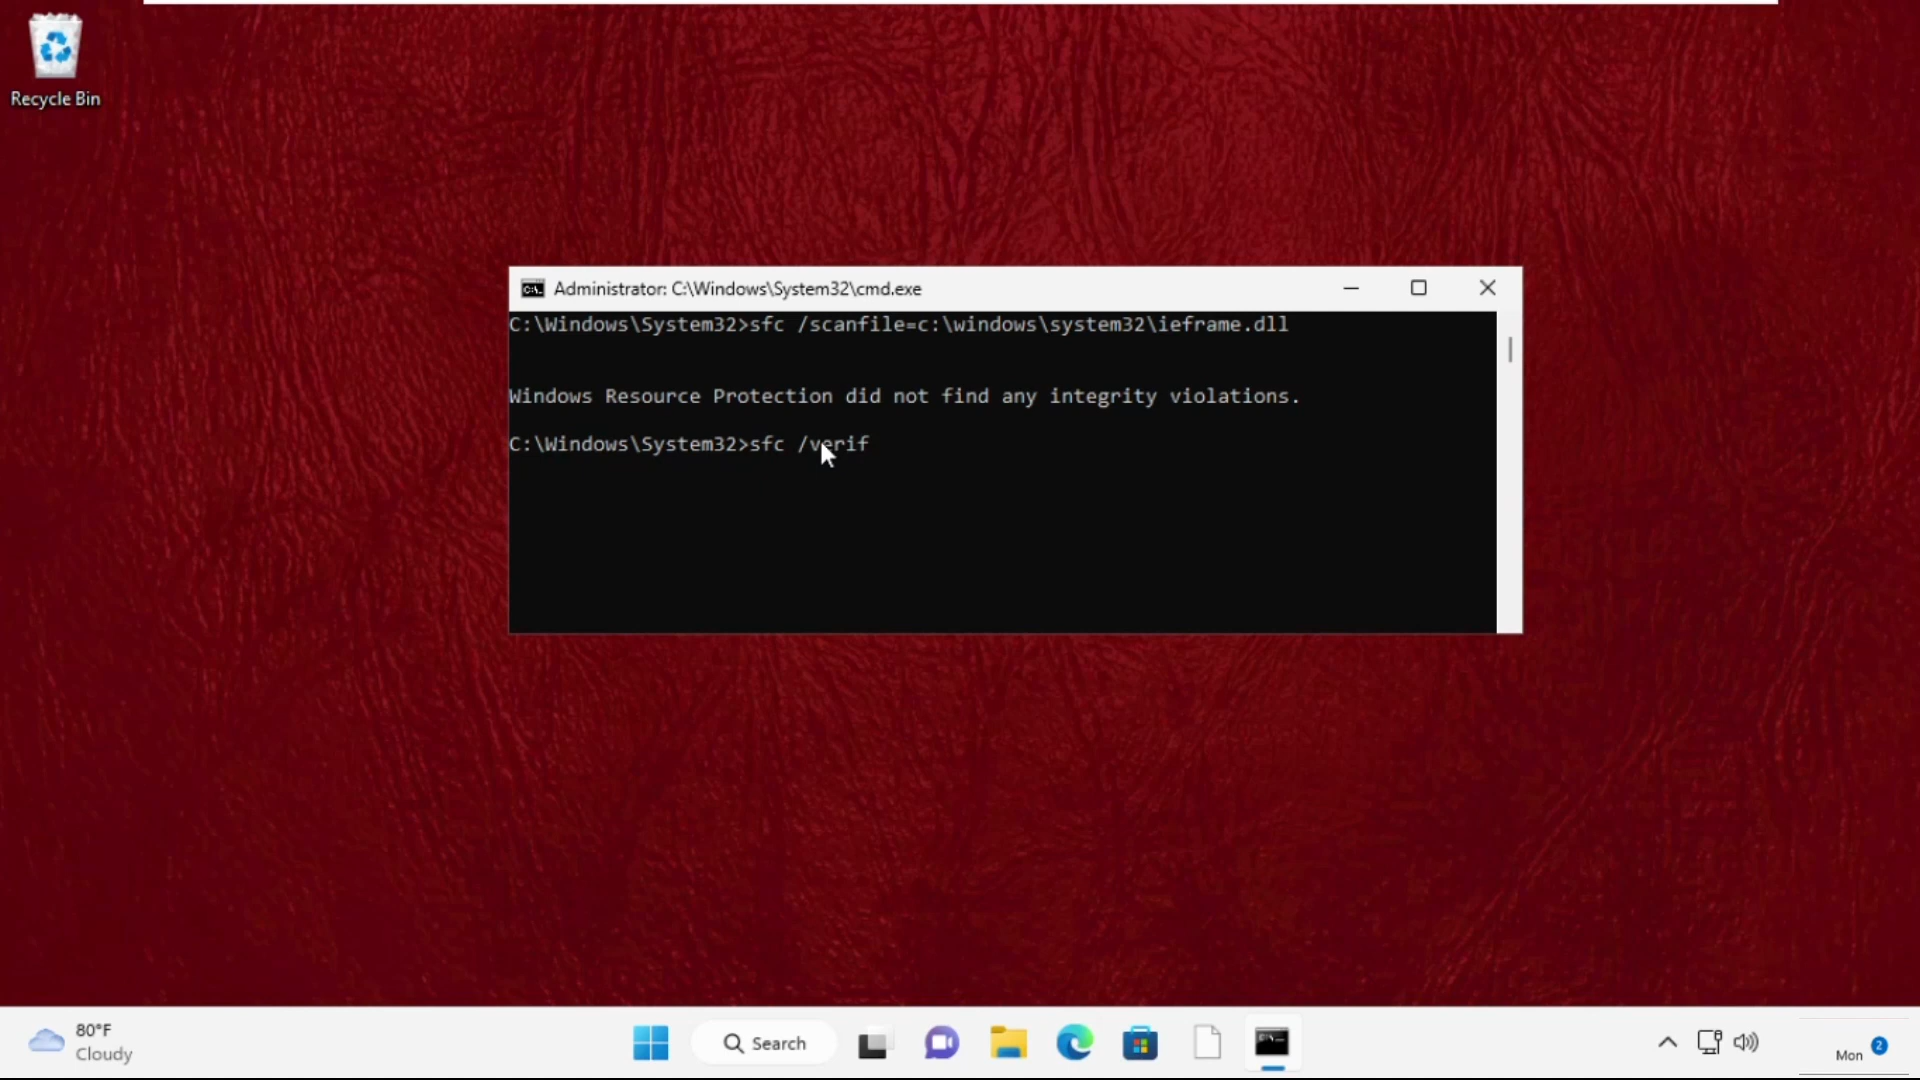 Recycle Bin
Administrator: C:\Windows\System32\cmd.exe
C:\Windows\System32>sfc /scanfile=c:\windows\system32\ieframe.dll
Windows Resource Protection did not find any integrity violations.
C:\Windows\System32>sfc /verif
80°F
Cloudy
Search
Mon
2